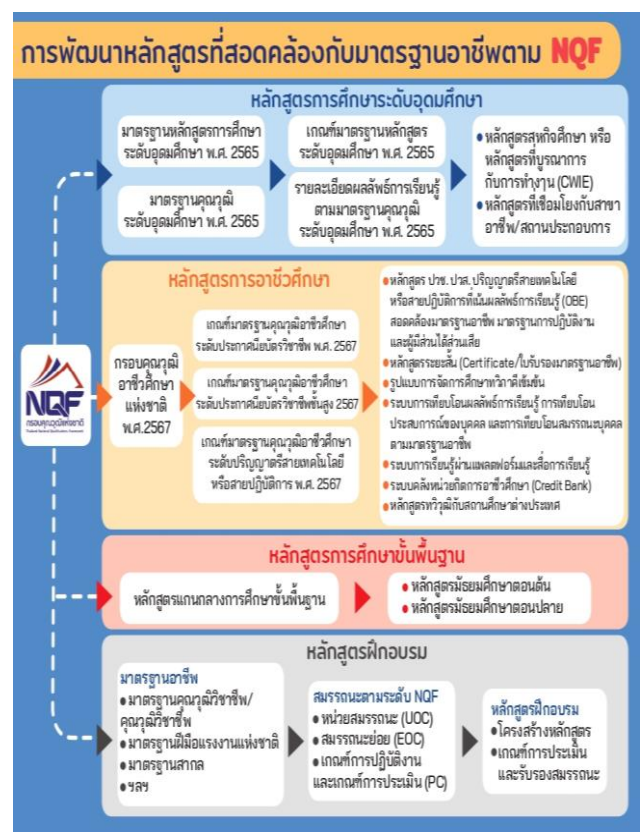 การพัฒนาหลักสูตรที่สอดคล้องกับมาตรฐานอาชีพตาม NQF
หลักสูตรการศึกษาระดับอุดมศึกษา
มาตรฐานหลักสูตรการศึกษา
ระดับอุดมศึกษา พ.ศ. 2565
มาตรฐานคุณวุฒิ
ระดับอุดมศึกษา พ.ศ. 2565
เกณฑ์มาตรฐานหลักสูตร
ระดับอุดมศึกษา พ.ศ. 2565
รายละเอียดผลลัพธ์การเรียนรู้
ตามมาตรฐานคุณวุฒิ
ระดับอุดมศึกษา พ.ศ. 2565
• หลักสูตรสหกิจศึกษา หรือ
หลักสูตรที่บูรณาการ
กับการทำงาน (CWIE)
• หลักสูตรที่เชื่อมโยงกับสาขา
อาชีพ/สถานประกอบการ
NQF
กรอบคุณวุฒิแห่งชาติ
หลักสูตรการอาชีวศึกษา
กรอบคุณวุฒิ
อาชีวศึกษา
แห่งชาติ
พ.ศ.2567
เกณฑ์มาตรฐานคุณวุฒิอาชีวศึกษา
ระดับประกาศนียบัตรวิชาชีพ พ.ศ. 2567
เกณฑ์มาตรฐานคุณวุฒิอาชีวศึกษา
ระดับประกาศนียบัตรวิชาชีพชั้นสูง 2567
เกณฑ์มาตรฐานคุณวุฒิอาชีวศึกษา
ระดับปริญญาตรีสายเทคโนโลยี
หรือสายปฏิบัติการ พ.ศ. 2567
• หลักสูตร ปวช. ปวส. ปริญญาตรีสายเทคโนโลยี
หรือสายปฏิบัติการที่เน้นผลลัพธ์การเรียนรู้ (OBE)
สอดคล้องมาตรฐานอาชีพ มาตรฐานการปฏิบัติงาน
และผู้มีส่วนได้ส่วนเสีย
• หลักสูตรระยะสั้น (Certificate/ใบรับรองมาตรฐานอาชีพ)
• รูปแบบการจัดการศึกษาทวิภาคีเข้มข้น
• ระบบการเทียบโอนผลลัพธ์การเรียนรู้ การเทียบโอน
ประสบการณ์ของบุคคล และการเทียบโอนสมรรถนะบุคคล
ตามมาตรฐานอาชีพ
• ระบบการเรียนรู้ผ่านแพลตฟอร์มและสื่อการเรียนรู้
• ระบบคลังหน่วยกิตการอาชีวศึกษา (Credit Bank)
• หลักสูตรทวิวุฒิกับสถานศึกษาต่างประเทศ
หลักสูตรการศึกษาขั้นพื้นฐาน
หลักสูตรแกนกลางการศึกษาขั้นพื้นฐาน
• หลักสูตรมัธยมศึกษาตอนต้น
• หลักสูตรมัธยมศึกษาตอนปลาย
หลักสูตรฝึกอบรม
มาตรฐานอาชีพ
• มาตรฐานคุณวุฒิวิชาชีพ/
คุณวุฒิวิชาชีพ
• มาตรฐานฝีมือแรงงานแห่งชาติ
• มาตรฐานสากล
• ฯลฯ
สมรรถนะตามระดับ NQF
• หน่วยสมรรถนะ (UOC)
• สมรรถนะย่อย (EOC)
• เกณฑ์การปฏิบัติงาน
และเกณฑ์การประเมิน (PC)
หลักสูตรฝึกอบรม
• โครงสร้างหลักสูตร
• เกณฑ์การประเมิน
และรับรองสมรรถนะ